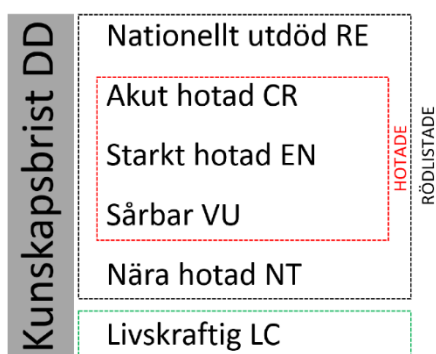 Kunskapsbrist DD
Nationellt utdöd RE
Akut hotad CR
Starkt hotad EN
Sårbar VU
Nära hotad NT
Livskraftig LC
HOTADE
RÖDLISTADE